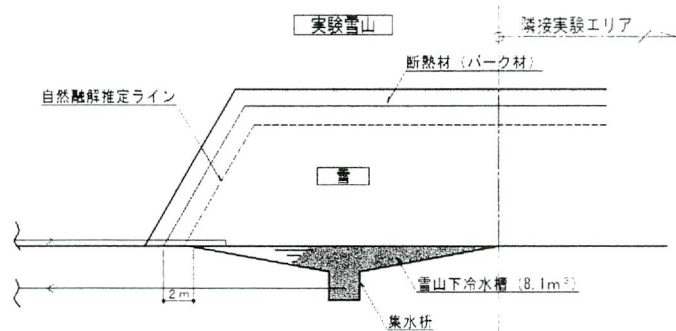 実験雪山
隣接実験エリア
断熱材（バーク材）
自然融解推定ライン
雪
雪山下冷水槽（8.1m³）
2m
集水枡